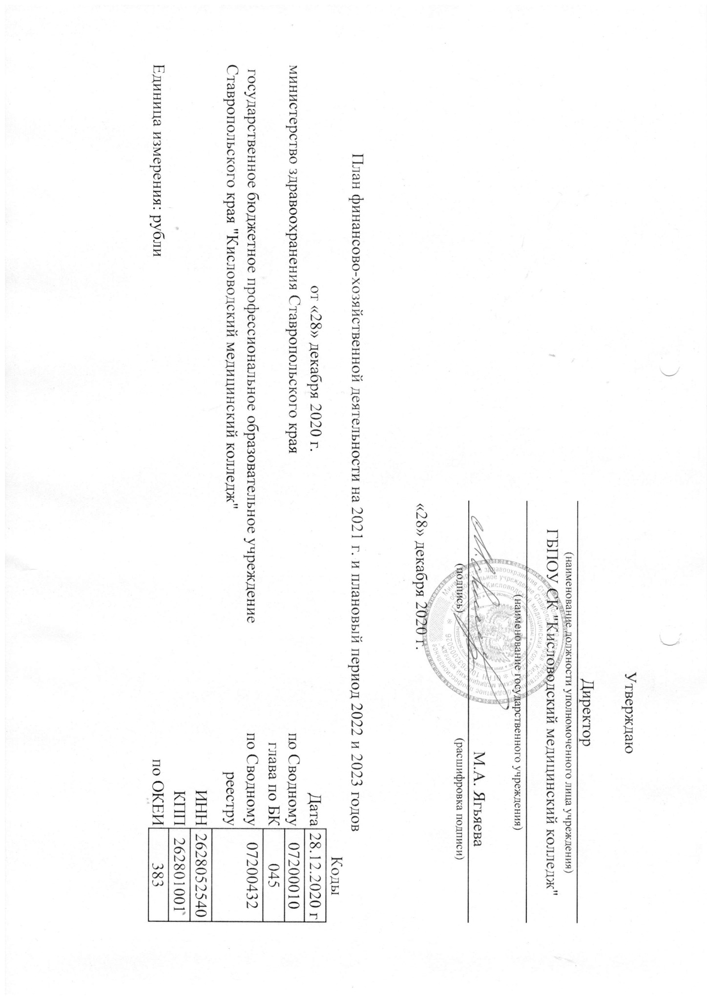 Утверждаю
Директор
(наименование должности уполномоченного лица учреждения)
ГБПОУ СК "Кисловодский медицинский колледж"
(наименование государственного учреждения)
М.А. Ягьяева
(подпись) (расшифровка подписи)
«28» декабря 2020 г.
План финансово-хозяйственной деятельности на 2021 г. и плановый период 2022 и 2023 годов
Коды
от «28» декабря 2020 г. Дата 28.12.2020 г
министерство здравоохранения Ставропольского края по Сводному 07200010
глава по БК 045
государственное бюджетное профессиональное образовательное учреждение по Сводному 07200432
Ставропольского края "Кисловодский медицинский колледж" реестру
ИНН 2628052540
КПП 262801001
Единица измерения: рубли по ОКЕИ 383